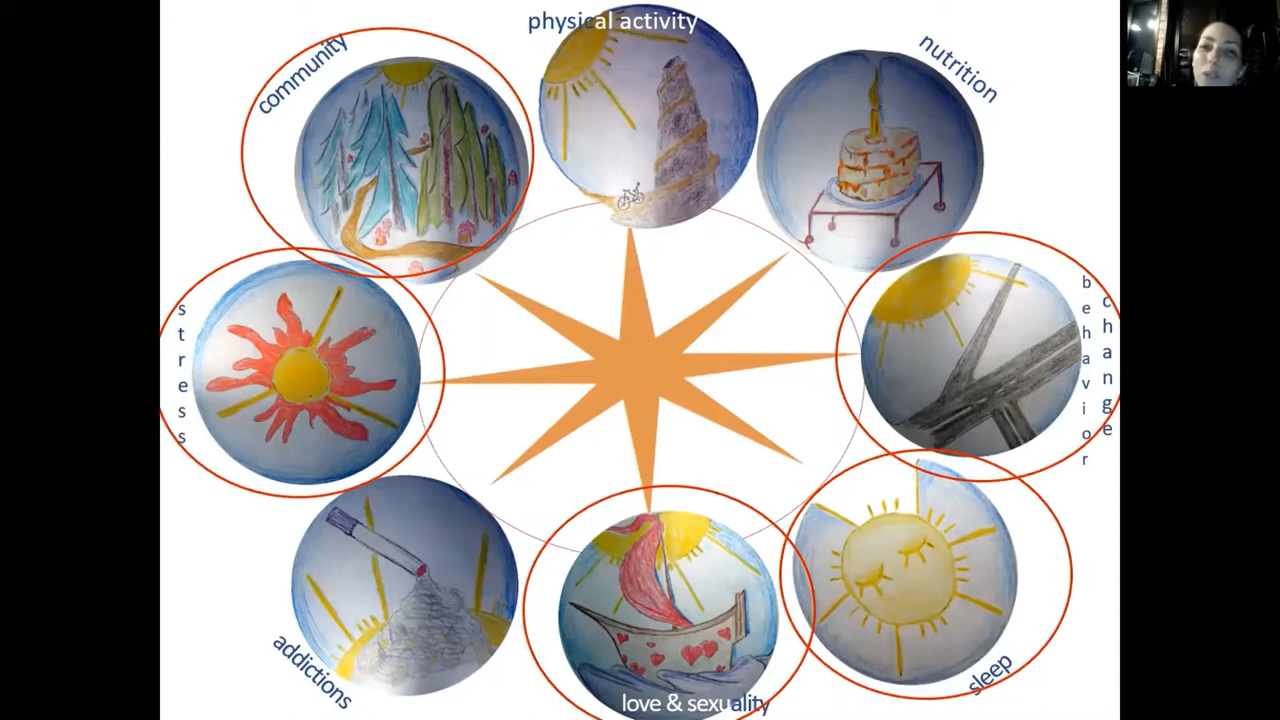 physical activity
community
nutrition
stress
behavior
change
addictions
love & sexuality
sleep